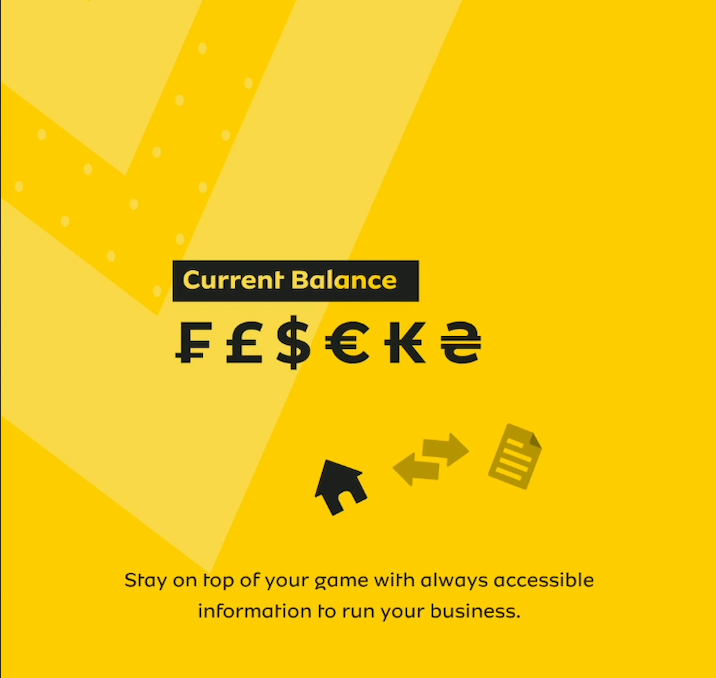 Current Balance
₣£$€₭₴
Stay on top of your game with always accessible
information to run your business.